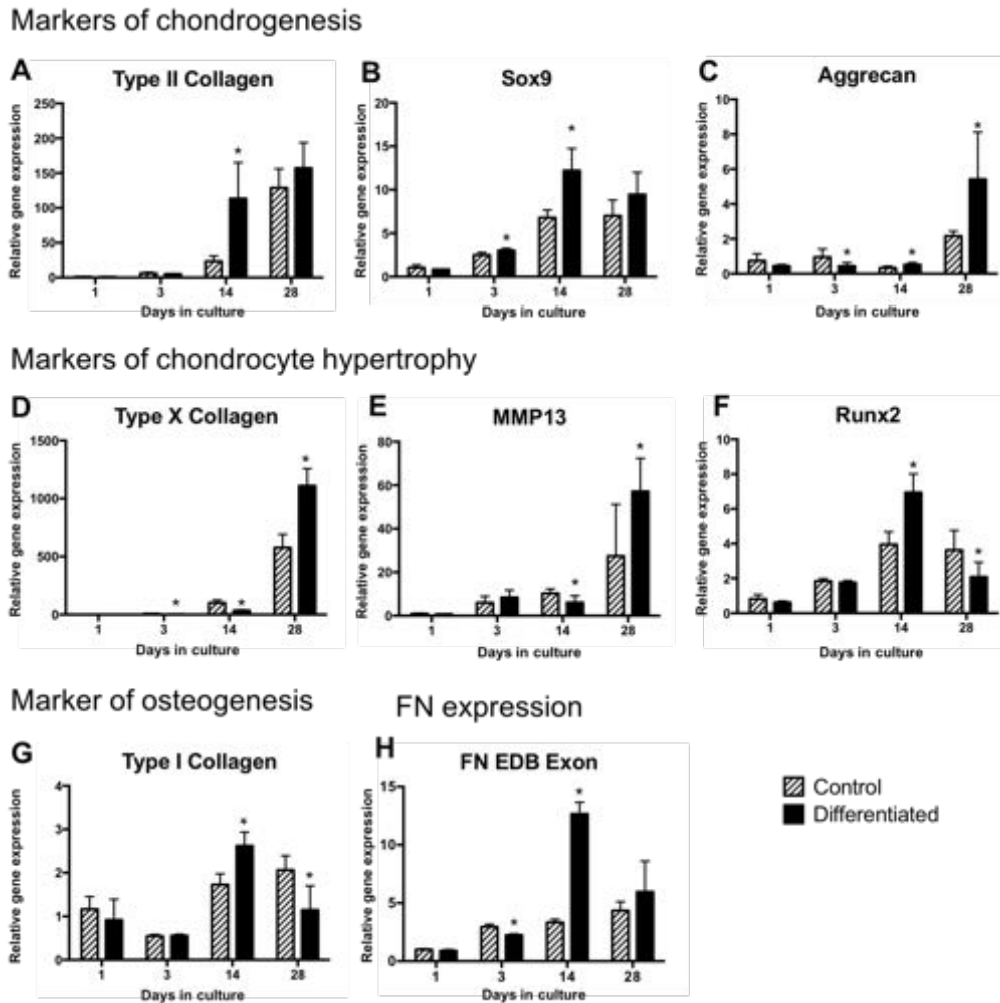 Markers of chondrogenesis
A Type II Collagen
Relative gene expression
250
200
150
100
50
0
*
1 3 14 28
Days in culture
B Sox9
Relative gene expression
20
15
10
5
0
* *
1 3 14 28
Days in culture
C Aggrecan
Relative gene expression
10
8
6
4
2
0
* * *
1 3 14 28
Days in culture
Markers of chondrocyte hypertrophy
D Type X Collagen
Relative gene expression
1500
1000
500
0
* * *
1 3 14 28
Days in culture
E MMP13
Relative gene expression
80
60
40
20
0
* *
1 3 14 28
Days in culture
F Runx2
Relative gene expression
10
8
6
4
2
0
* *
1 3 14 28
Days in culture
Marker of osteogenesis
G Type I Collagen
Relative gene expression
4
3
2
1
0
* *
1 3 14 28
Days in culture
FN expression
H FN EDB Exon
Relative gene expression
15
10
5
0
* *
1 3 14 28
Days in culture
Control
Differentiated